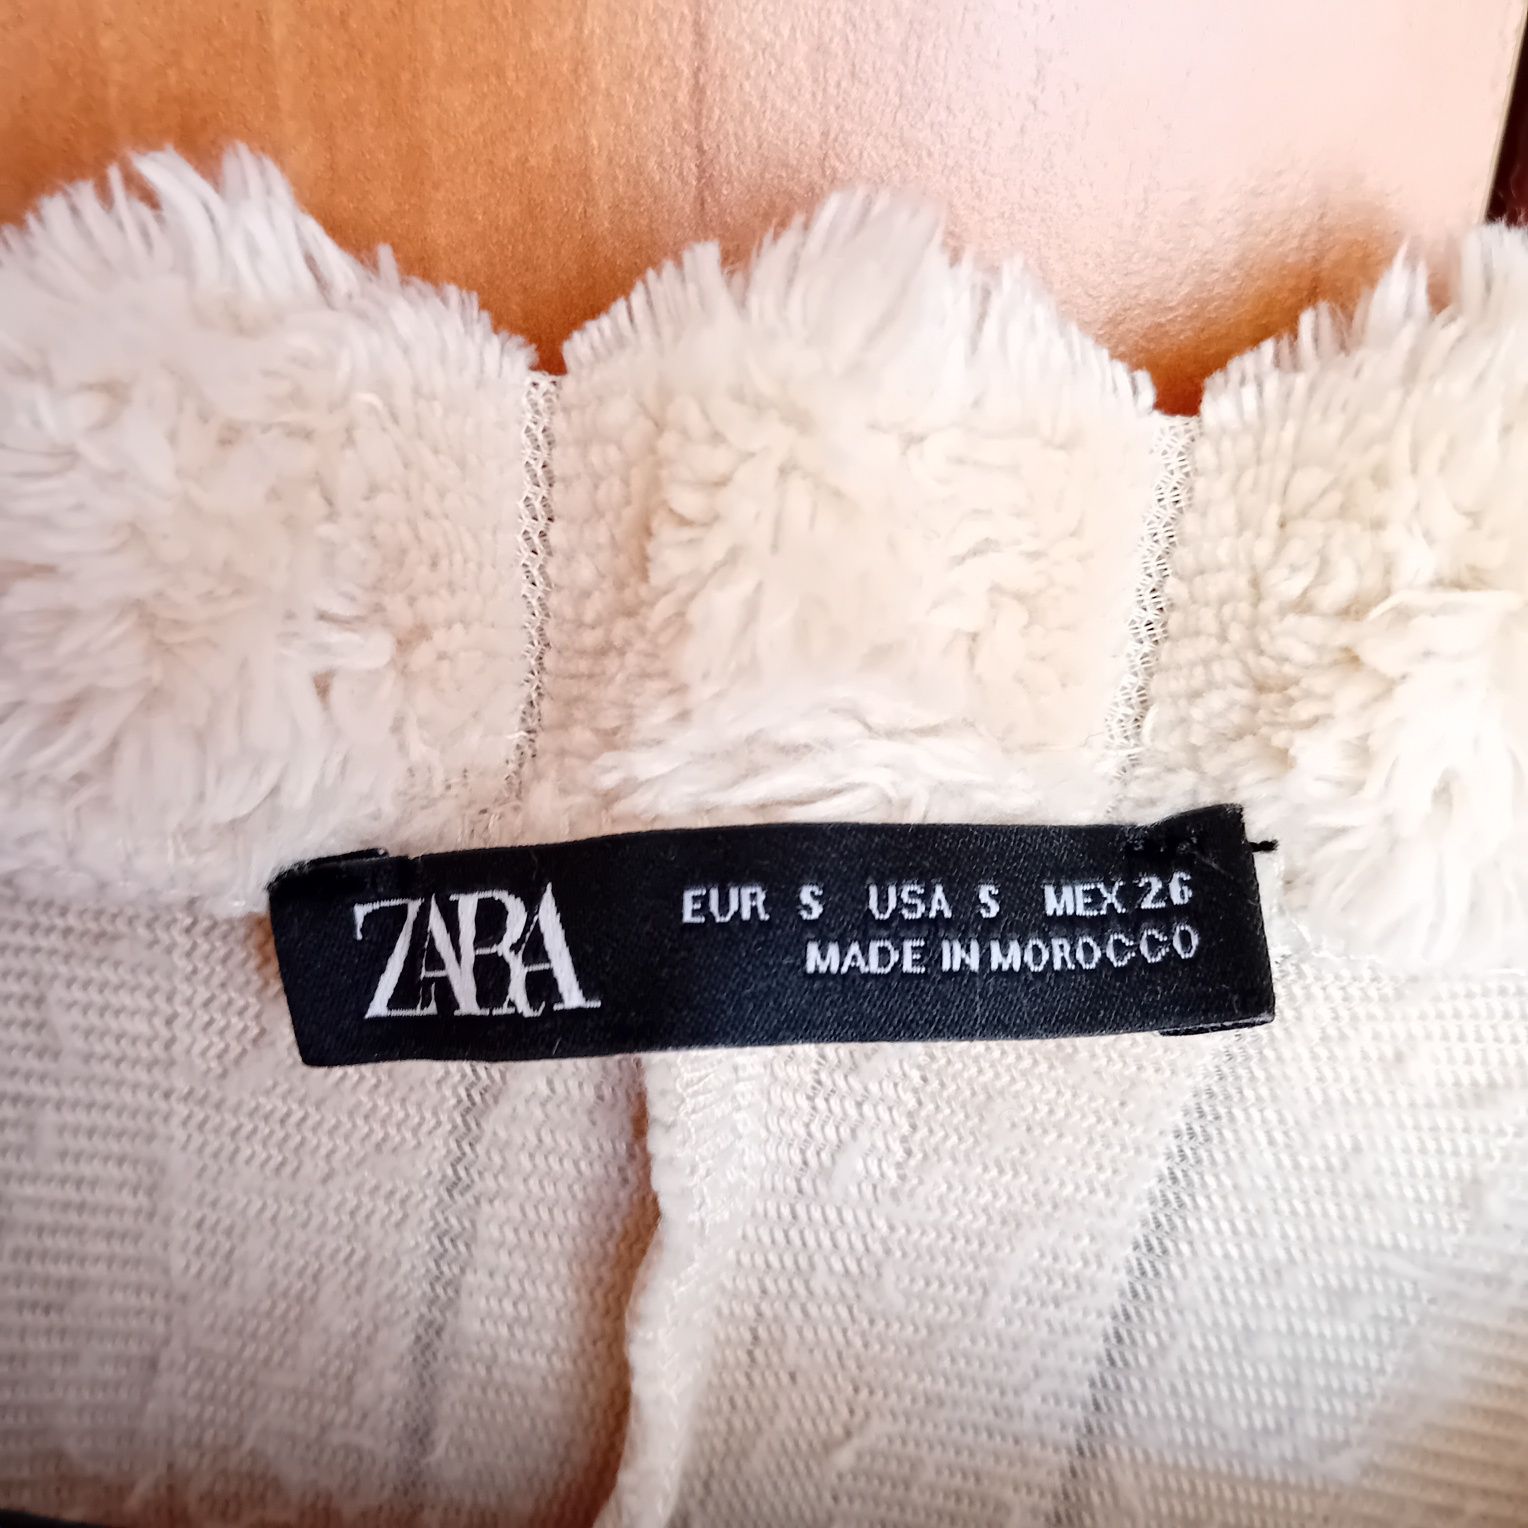 ZARA
EUR S USA S MEX 26
MADE IN MOROCCO